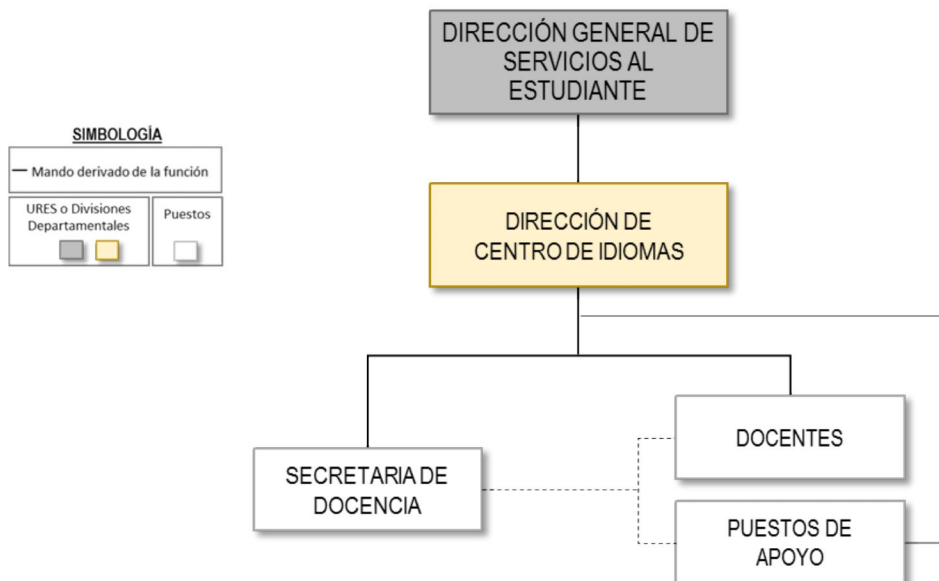 DIRECCIÓN GENERAL DE
SERVICIOS AL
ESTUDIANTE
SIMBOLOGÍA
Mando derivado de la función
URES o Divisiones
Departamentales
Puestos
DIRECCIÓN DE
CENTRO DE IDIOMAS
DOCENTES
SECRETARIA DE
DOCENCIA
PUESTOS DE
APOYO